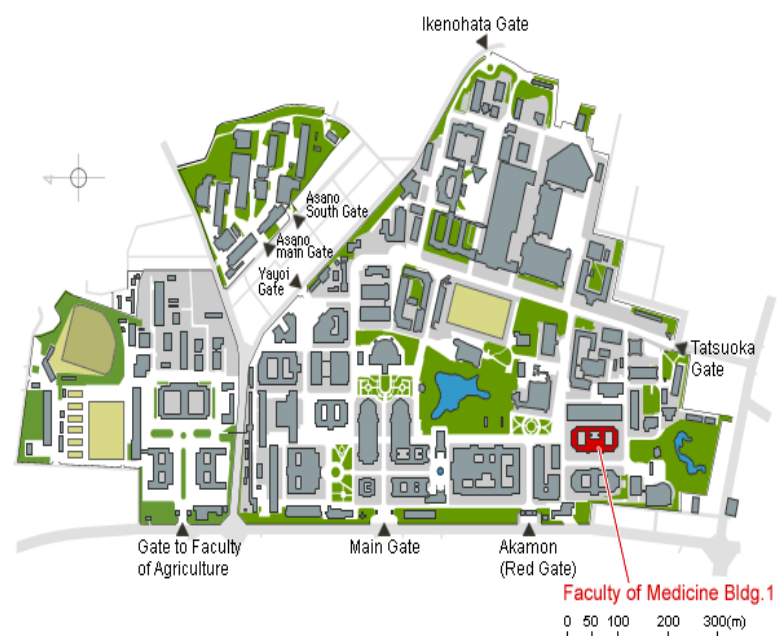 Ikenohata Gate
Asano
South Gate
Asano
main Gate
Yayoi
Gate
Tatsuoka
Gate
Gate to Faculty
of Agriculture
Main Gate
Akamon
(Red Gate)
Faculty of Medicine Bldg.1
0 50 100 200 300(m)